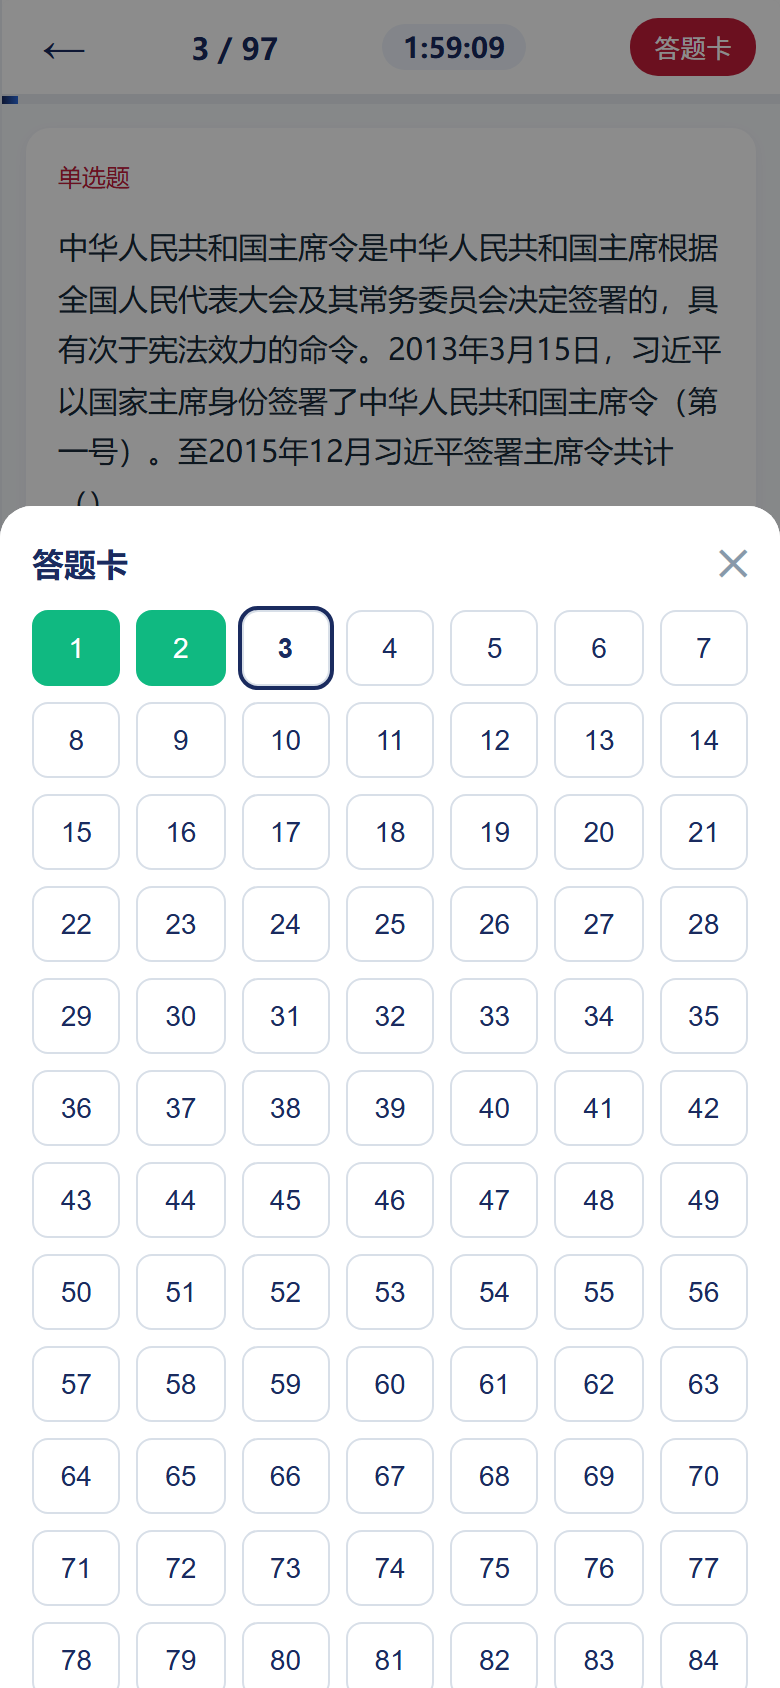 ← 3 / 97 1:59:09 答题卡
单选题
中华人民共和国主席令是中华人民共和国主席根据
全国人民代表大会及其常务委员会决定签署的，具
有次于宪法效力的命令。2013年3月15日，习近平
以国家主席身份签署了中华人民共和国主席令（第
一号）。至2015年12月习近平签署主席令共计
（）
答题卡
1 2 3 4 5 6 7
8 9 10 11 12 13 14
15 16 17 18 19 20 21
22 23 24 25 26 27 28
29 30 31 32 33 34 35
36 37 38 39 40 41 42
43 44 45 46 47 48 49
50 51 52 53 54 55 56
57 58 59 60 61 62 63
64 65 66 67 68 69 70
71 72 73 74 75 76 77
78 79 80 81 82 83 84